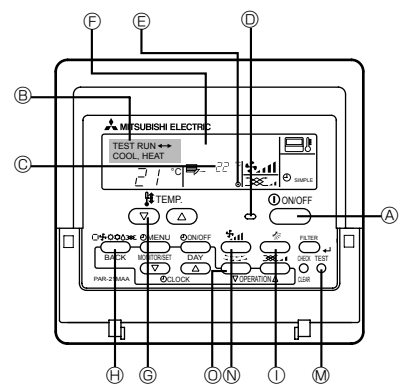 D
E
F
B
MITSUBISHI ELECTRIC
TEST RUN
COOL, HEAT
C
21 °C
22
SIMPLE
TEMP.
ON/OFF
A
MENU
ON/OFF
FILTER
BACK
MONITOR/SET
DAY
CHECK TEST
PAR-21MAA
CLOCK
OPERATION
CLEAR
H
G
O
N
I
M